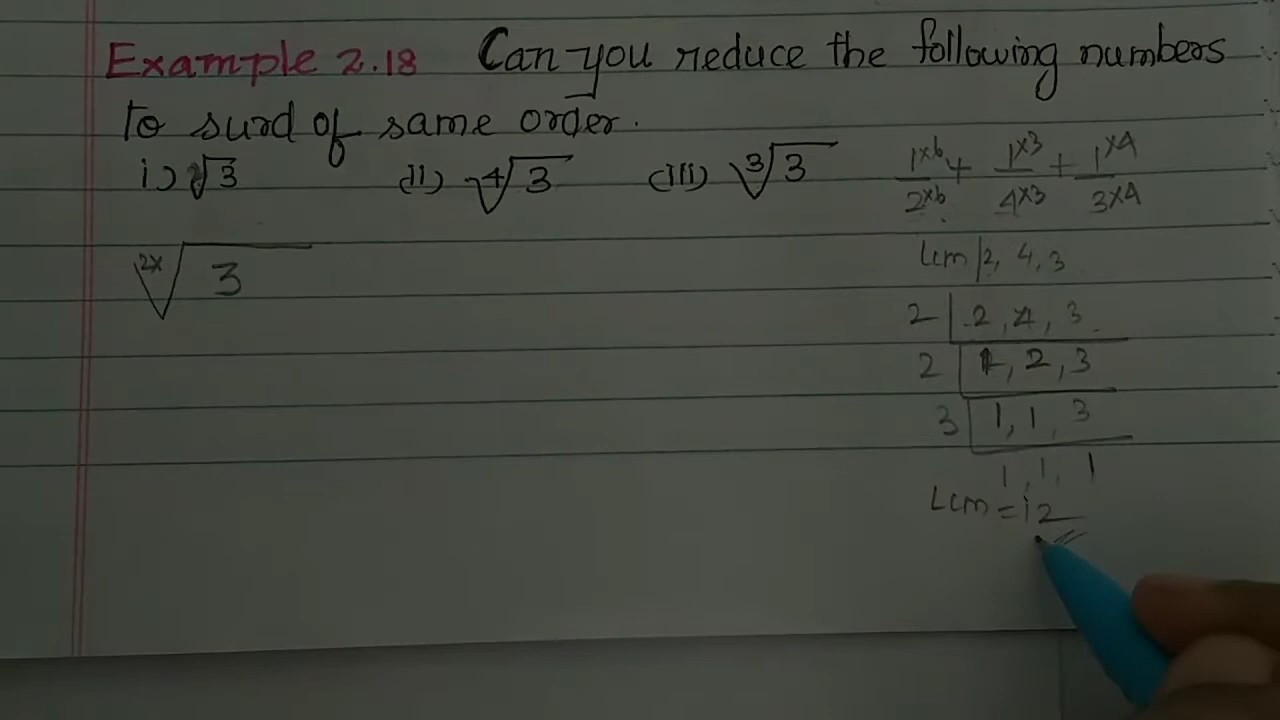 Example 2.18 Can you reduce the following numbers
to surd of same order.
i) ²√3 (ii) ⁴√3 (iii) ³√3
1×6/2×6 + 1×3/4×3 + 1×4/3×4
Lcm | 2, 4, 3
²ˣ√3
2 | 2, 4, 3
2 | 1, 2, 3
3 | 1, 1, 3
1, 1, 1
Lcm = 12